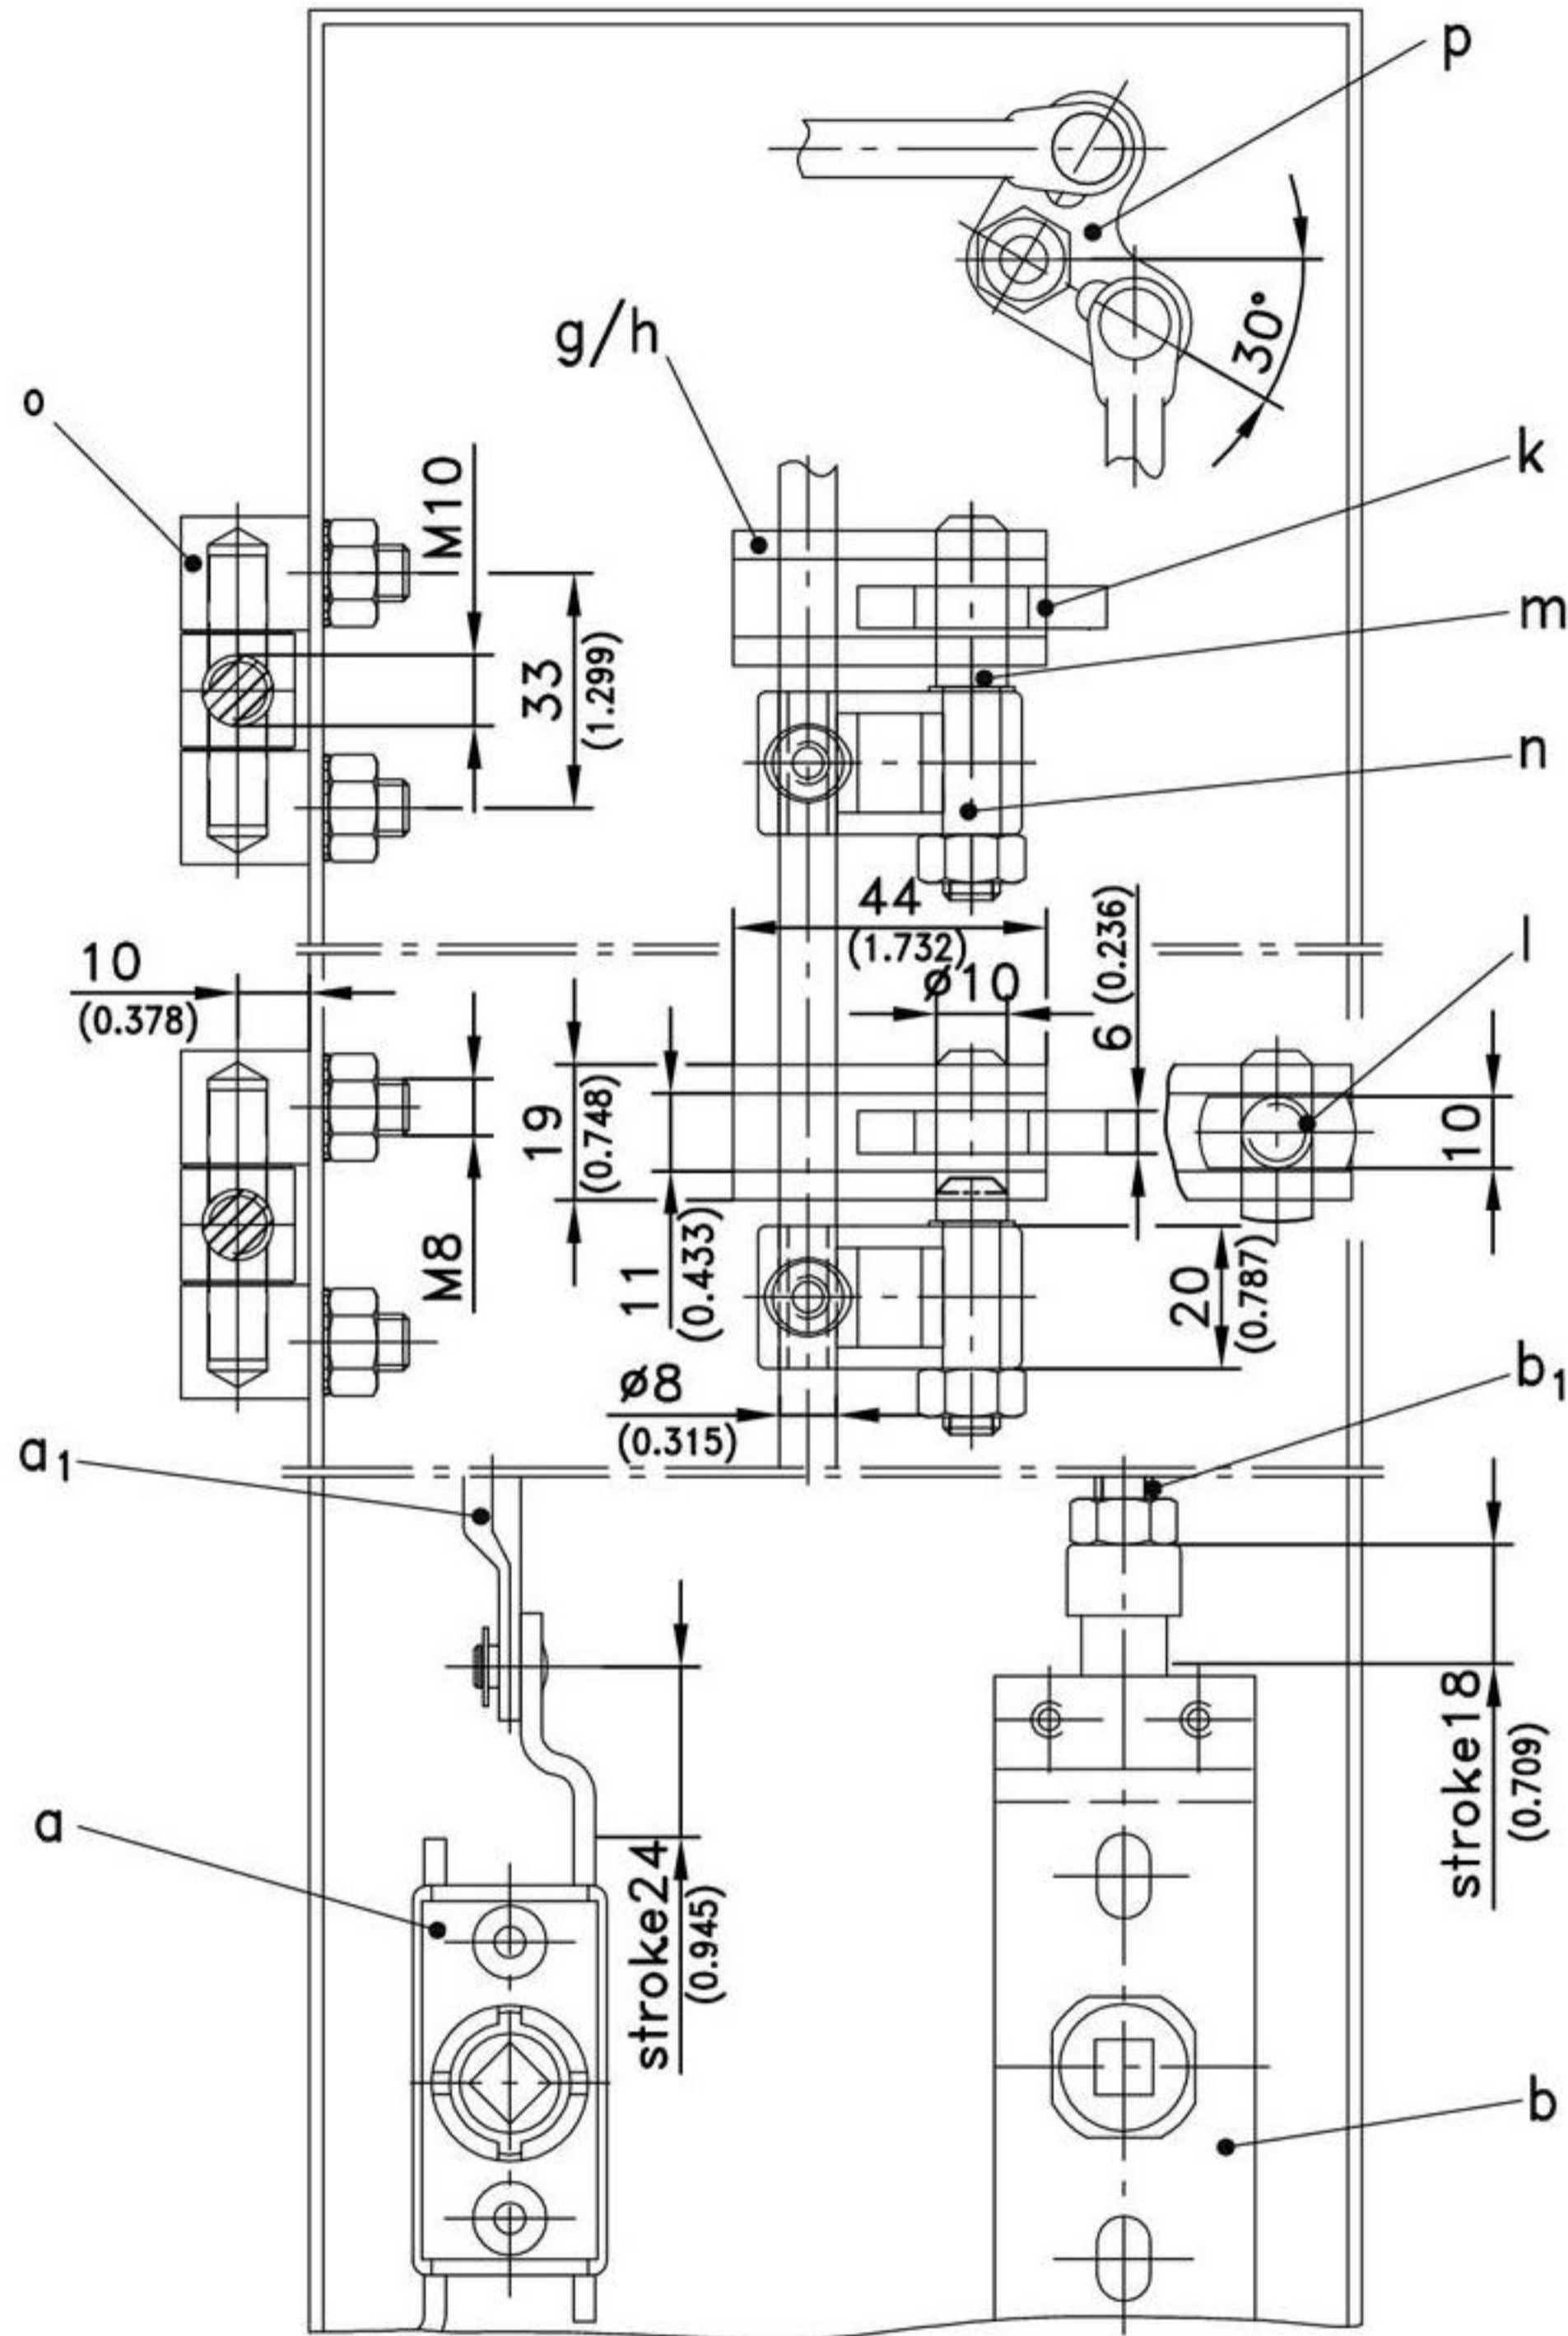 p
g/h
30°
o
k
M10
m
33
(1.299)
n
44
(1.732)
6 (0.236)
10
(0.378)
ø10
l
19
(0.748)
10
11
(0.433)
M8
20
(0.787)
ø8
(0.315)
b1
a1
stroke18
(0.709)
a
stroke24
(0.945)
b